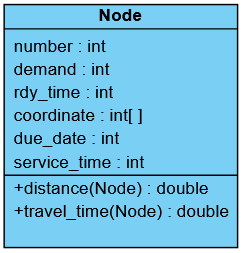 Node
number : int
demand : int
rdy_time : int
coordinate : int[ ]
due_date : int
service_time : int
+distance(Node) : double
+travel_time(Node) : double